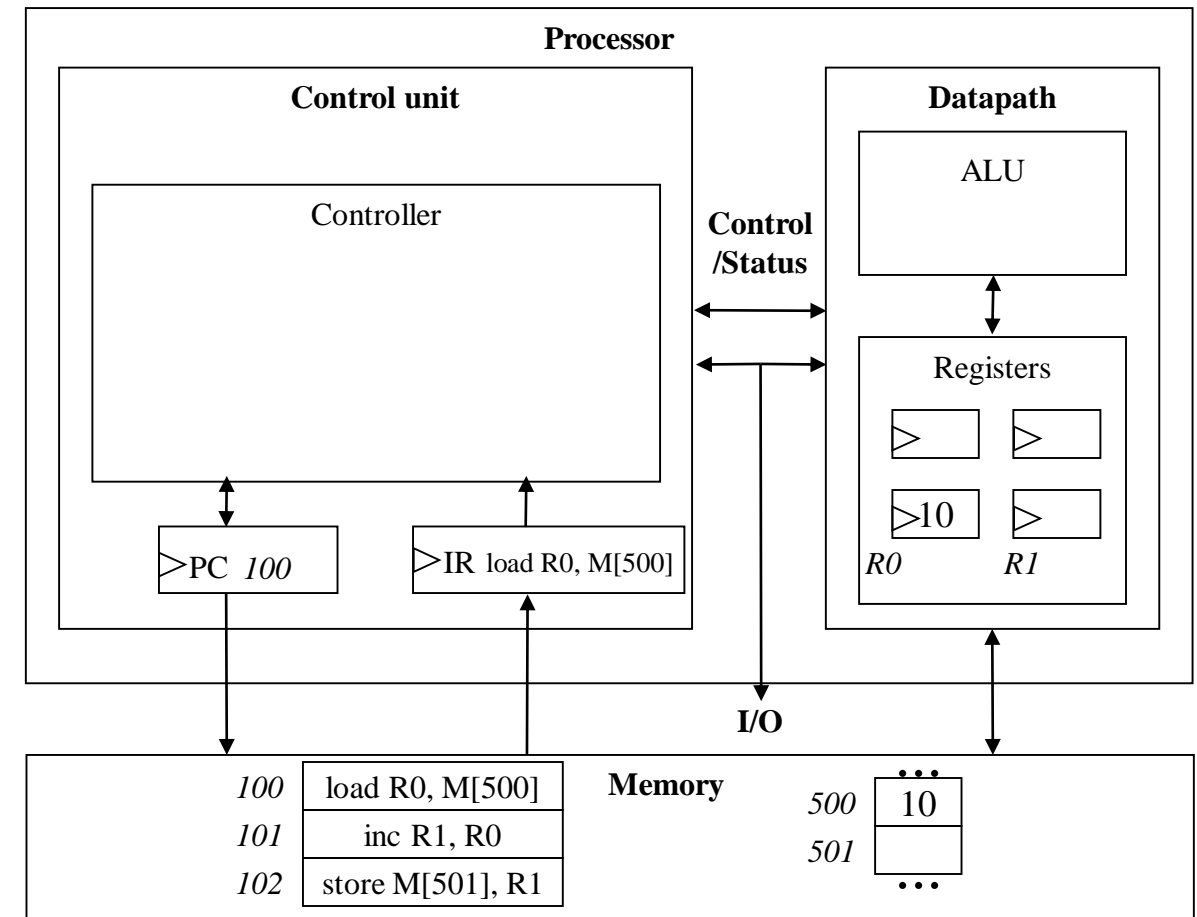 Processor
Control unit
Datapath
ALU
Controller
Control
/Status
Registers
10
R0
R1
PC 100
IR load R0, M[500]
I/O
Memory
100 load R0, M[500]
101 inc R1, R0
102 store M[501], R1
...
500 10
501
...